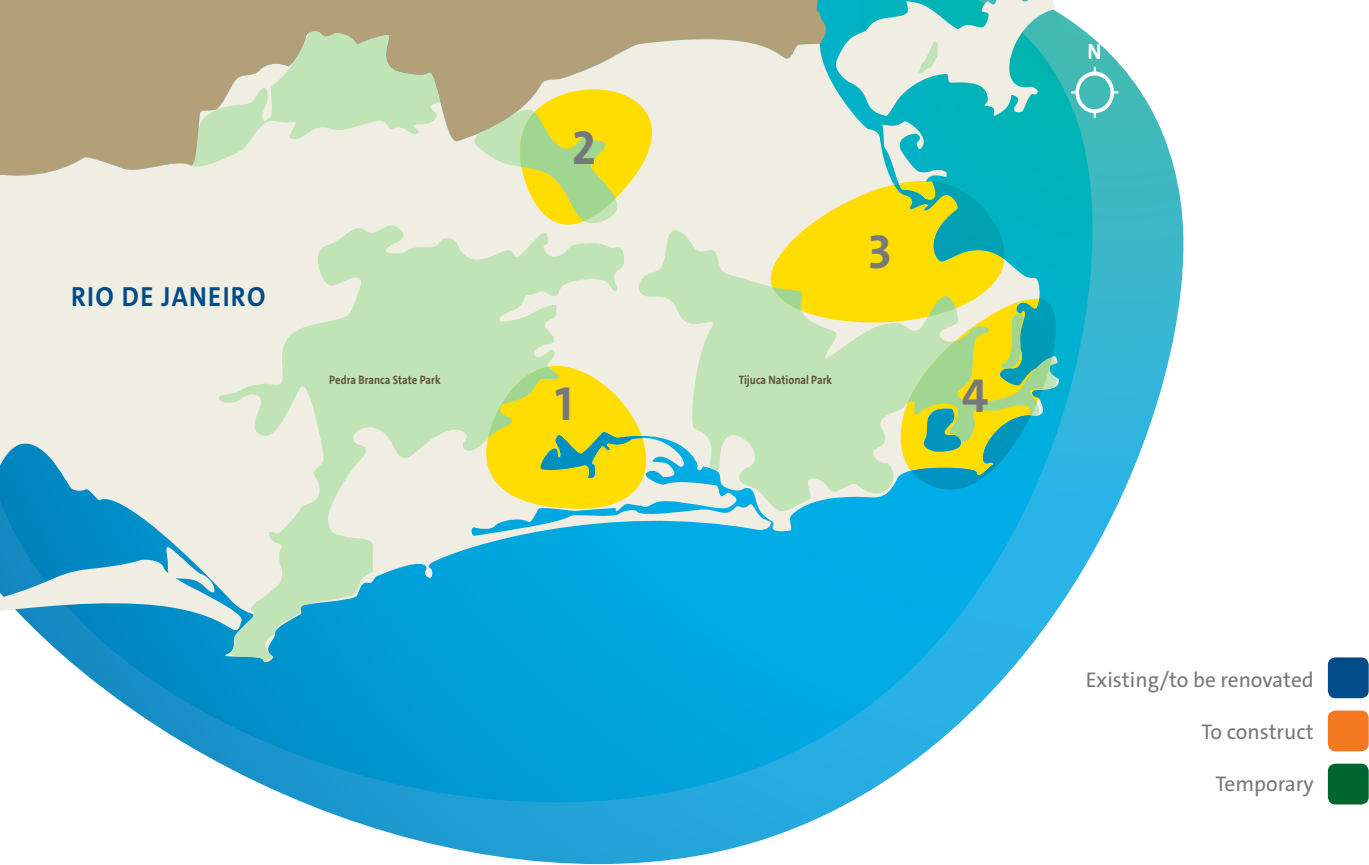 N
2
3
RIO DE JANEIRO
Pedra Branca State Park
Tijuca National Park
1
4
Existing/to be renovated
To construct
Temporary